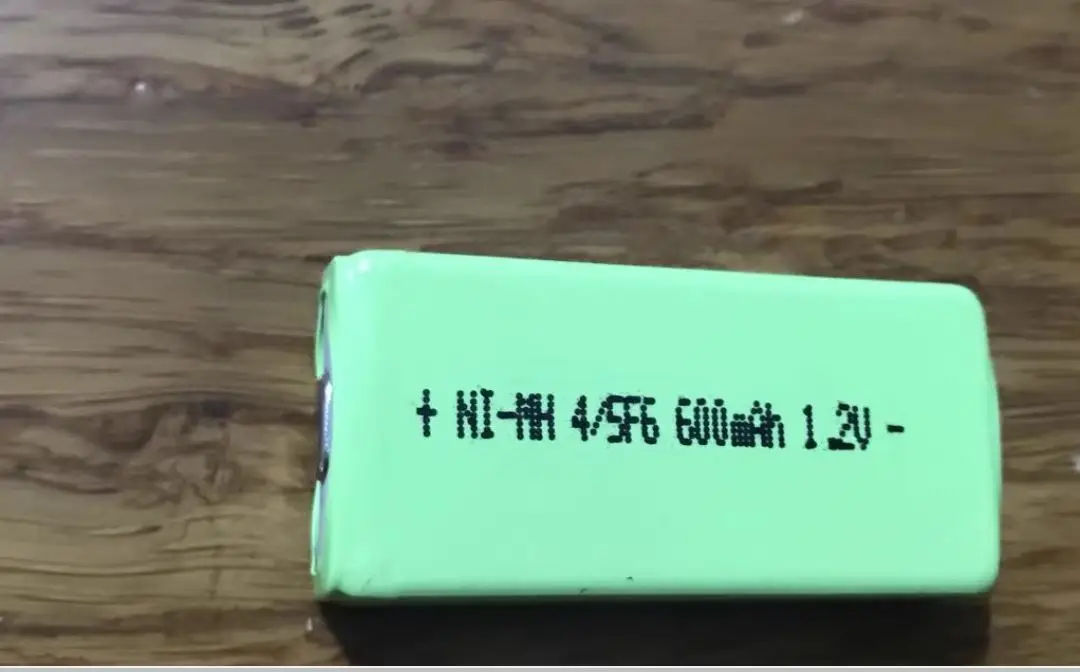 + NI-MH 4/5F6 600mAh 1.2V -